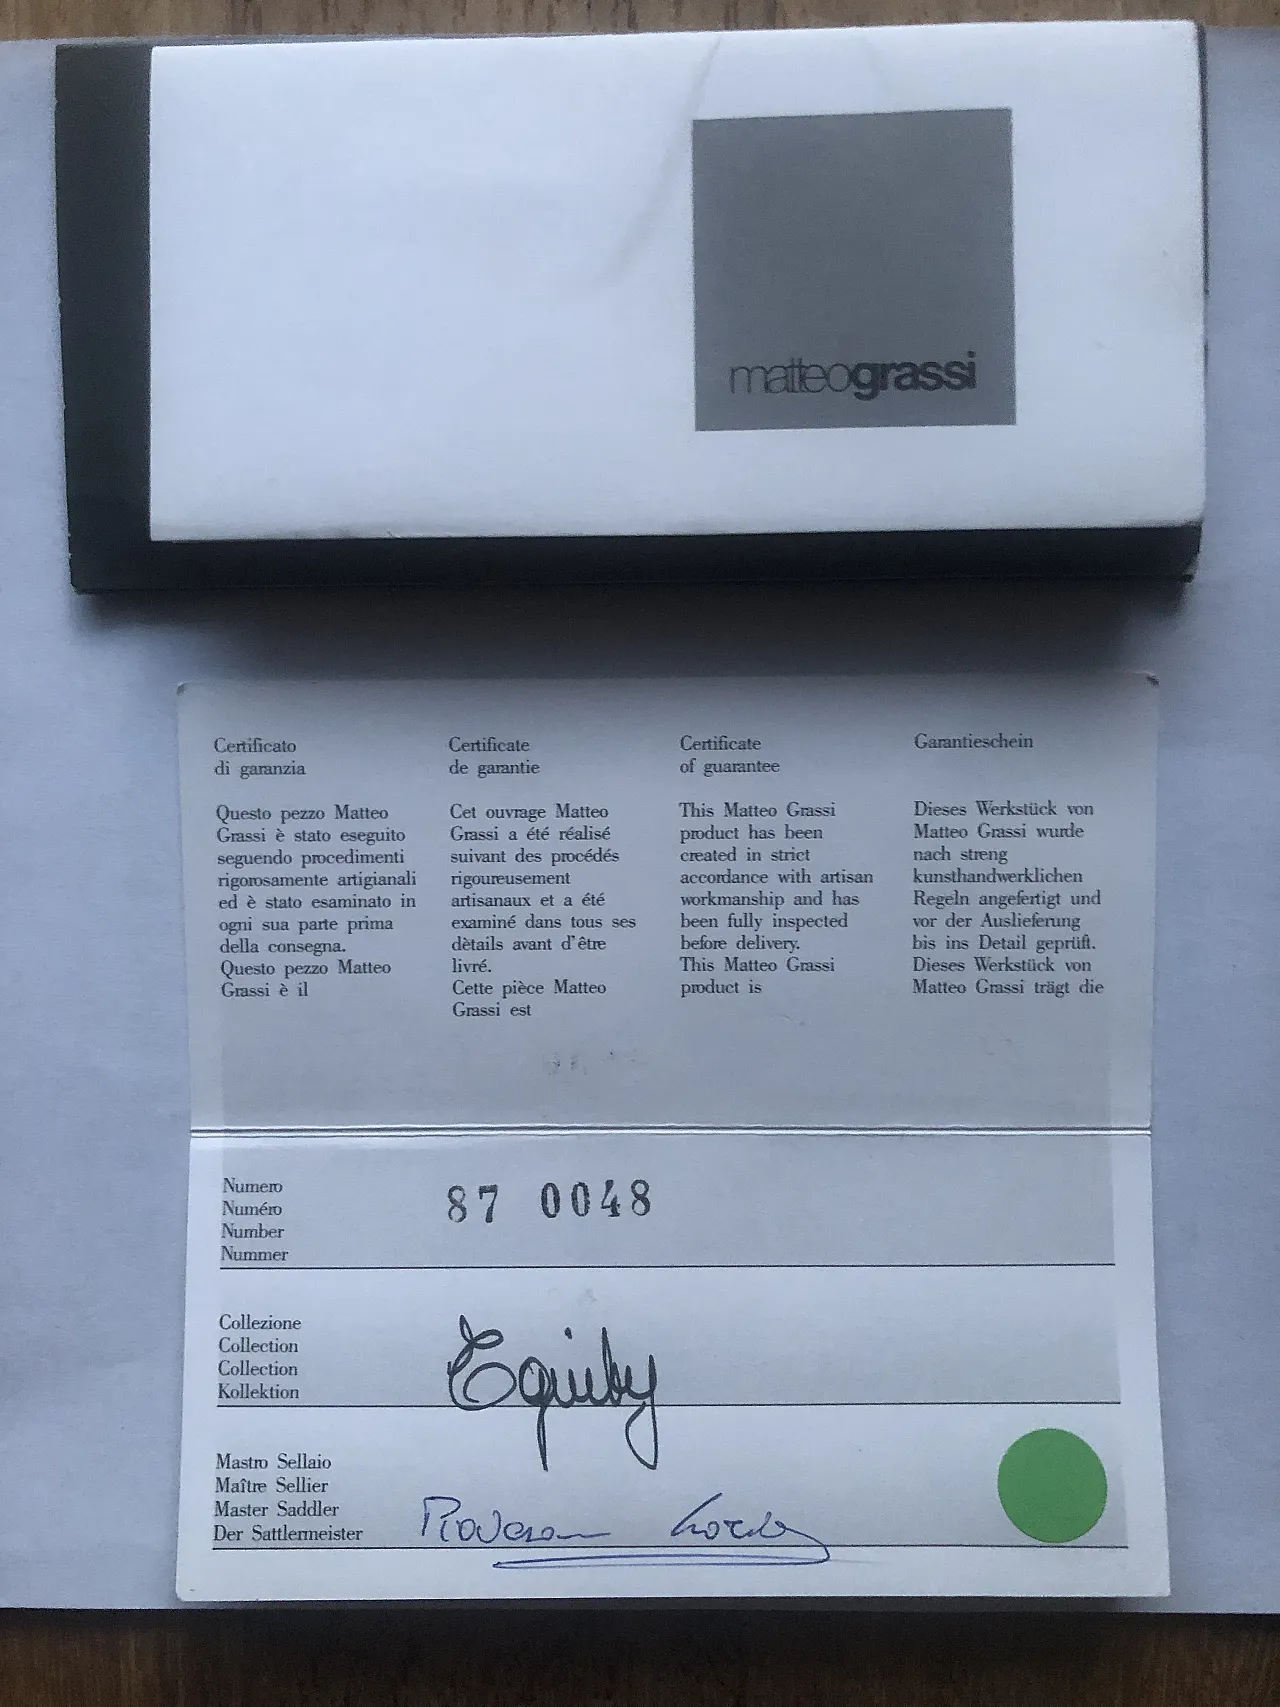 matteograssi
Certificato
di garanzia
Questo pezzo Matteo
Grassi è stato eseguito
seguendo procedimenti
rigorosamente artigianali
ed è stato esaminato in
ogni sua parte prima
della consegna.
Questo pezzo Matteo
Grassi è il
Certificate
de garantie
Cet ouvrage Matteo
Grassi a été réalisé
suivant des procédés
rigoureusement
artisanaux et a été
examiné dans tous ses
dètails avant d'être
livré.
Cette pièce Matteo
Grassi est
Certificate
of guarantee
This Matteo Grassi
product has been
created in strict
accordance with artisan
workmanship and has
been fully inspected
before delivery.
This Matteo Grassi
product is
Garantieschein
Dieses Werkstück von
Matteo Grassi wurde
nach streng
kunsthandwerklichen
Regeln angefertigt und
vor der Auslieferung
bis ins Detail geprüft.
Dieses Werkstück von
Matteo Grassi trägt die
Numero
Numéro
Number
Nummer
87 0048
Collezione
Collection
Collection
Kollektion
Mastro Sellaio
Maître Sellier
Master Saddler
Der Sattlermeister